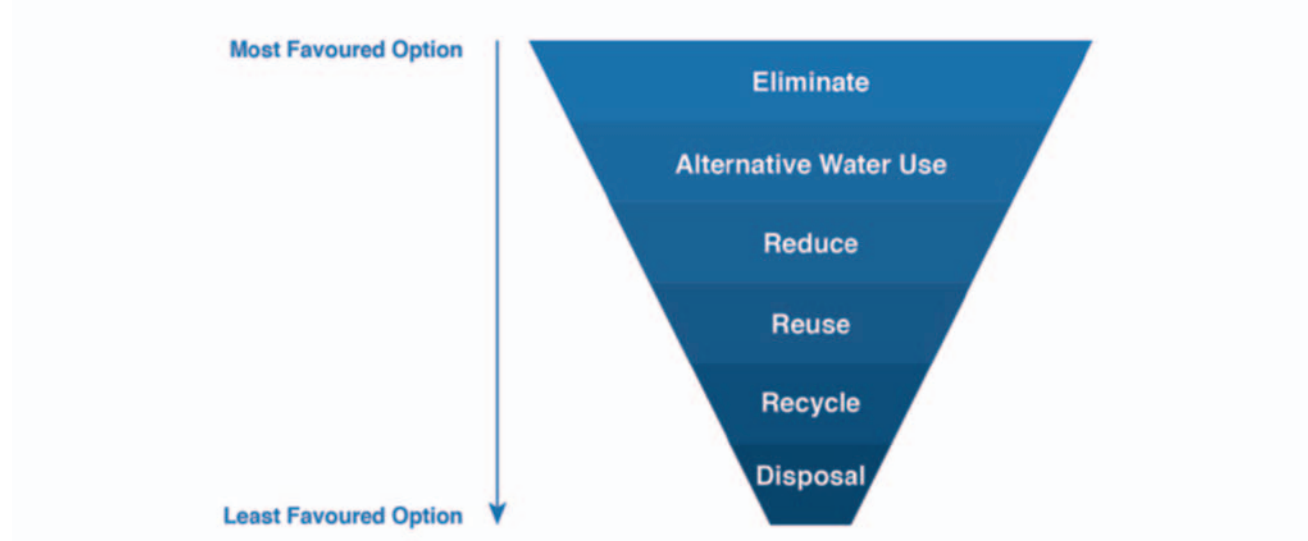 Most Favoured Option
Eliminate
Alternative Water Use
Reduce
Reuse
Recycle
Disposal
Least Favoured Option